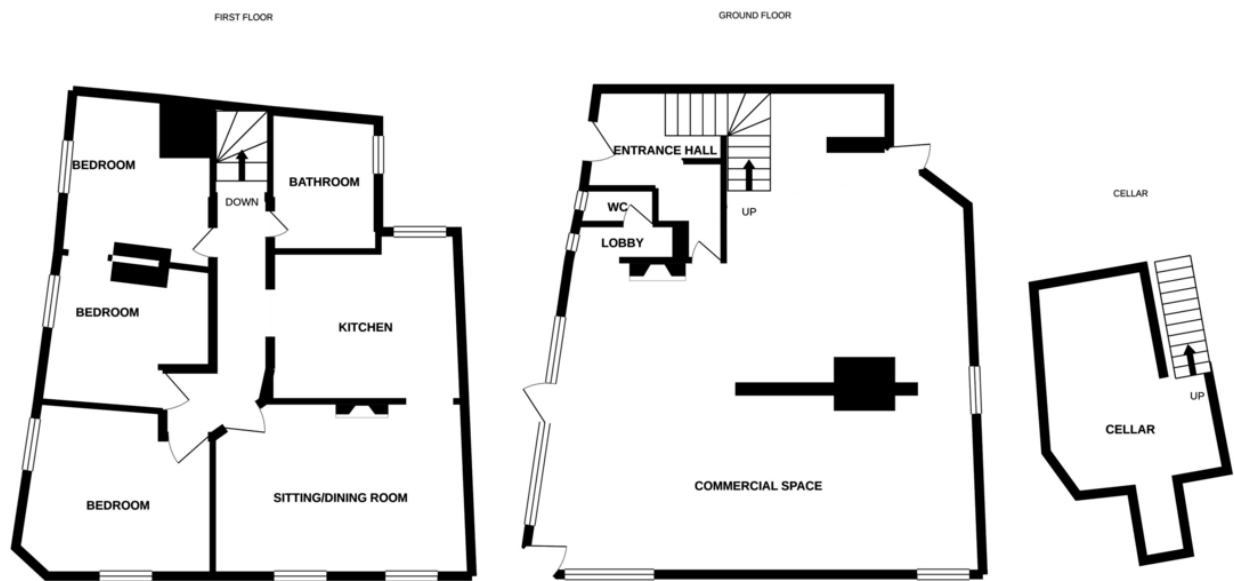 FIRST FLOOR
BEDROOM
BATHROOM
DOWN
BEDROOM
KITCHEN
BEDROOM
SITTING/DINING ROOM
GROUND FLOOR
ENTRANCE HALL
WC
UP
LOBBY
COMMERCIAL SPACE
CELLAR
UP
CELLAR